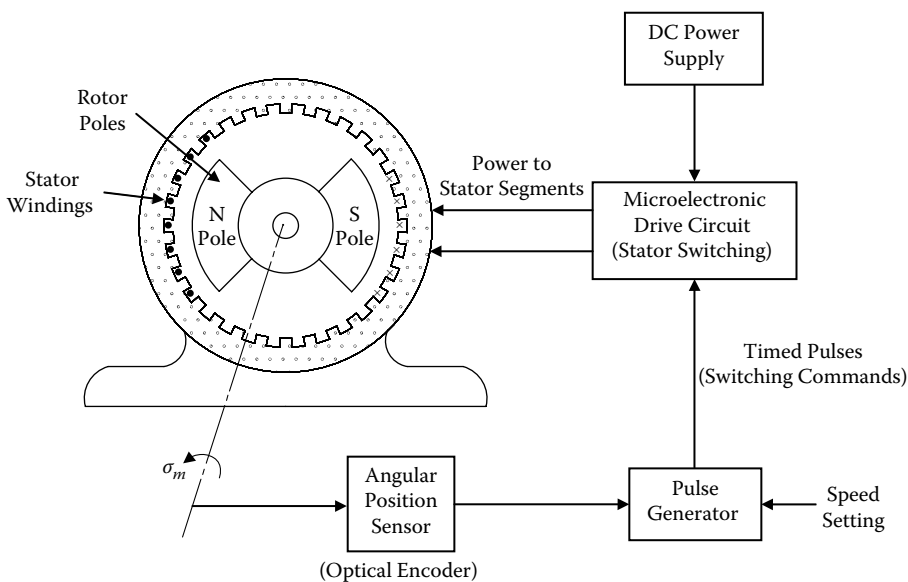 DC Power
Supply
Rotor
Poles
Stator
Windings
N
Pole
S
Pole
Power to
Stator Segments
Microelectronic
Drive Circuit
(Stator Switching)
Timed Pulses
(Switching Commands)
σm
Angular
Position
Sensor
(Optical Encoder)
Pulse
Generator
Speed
Setting